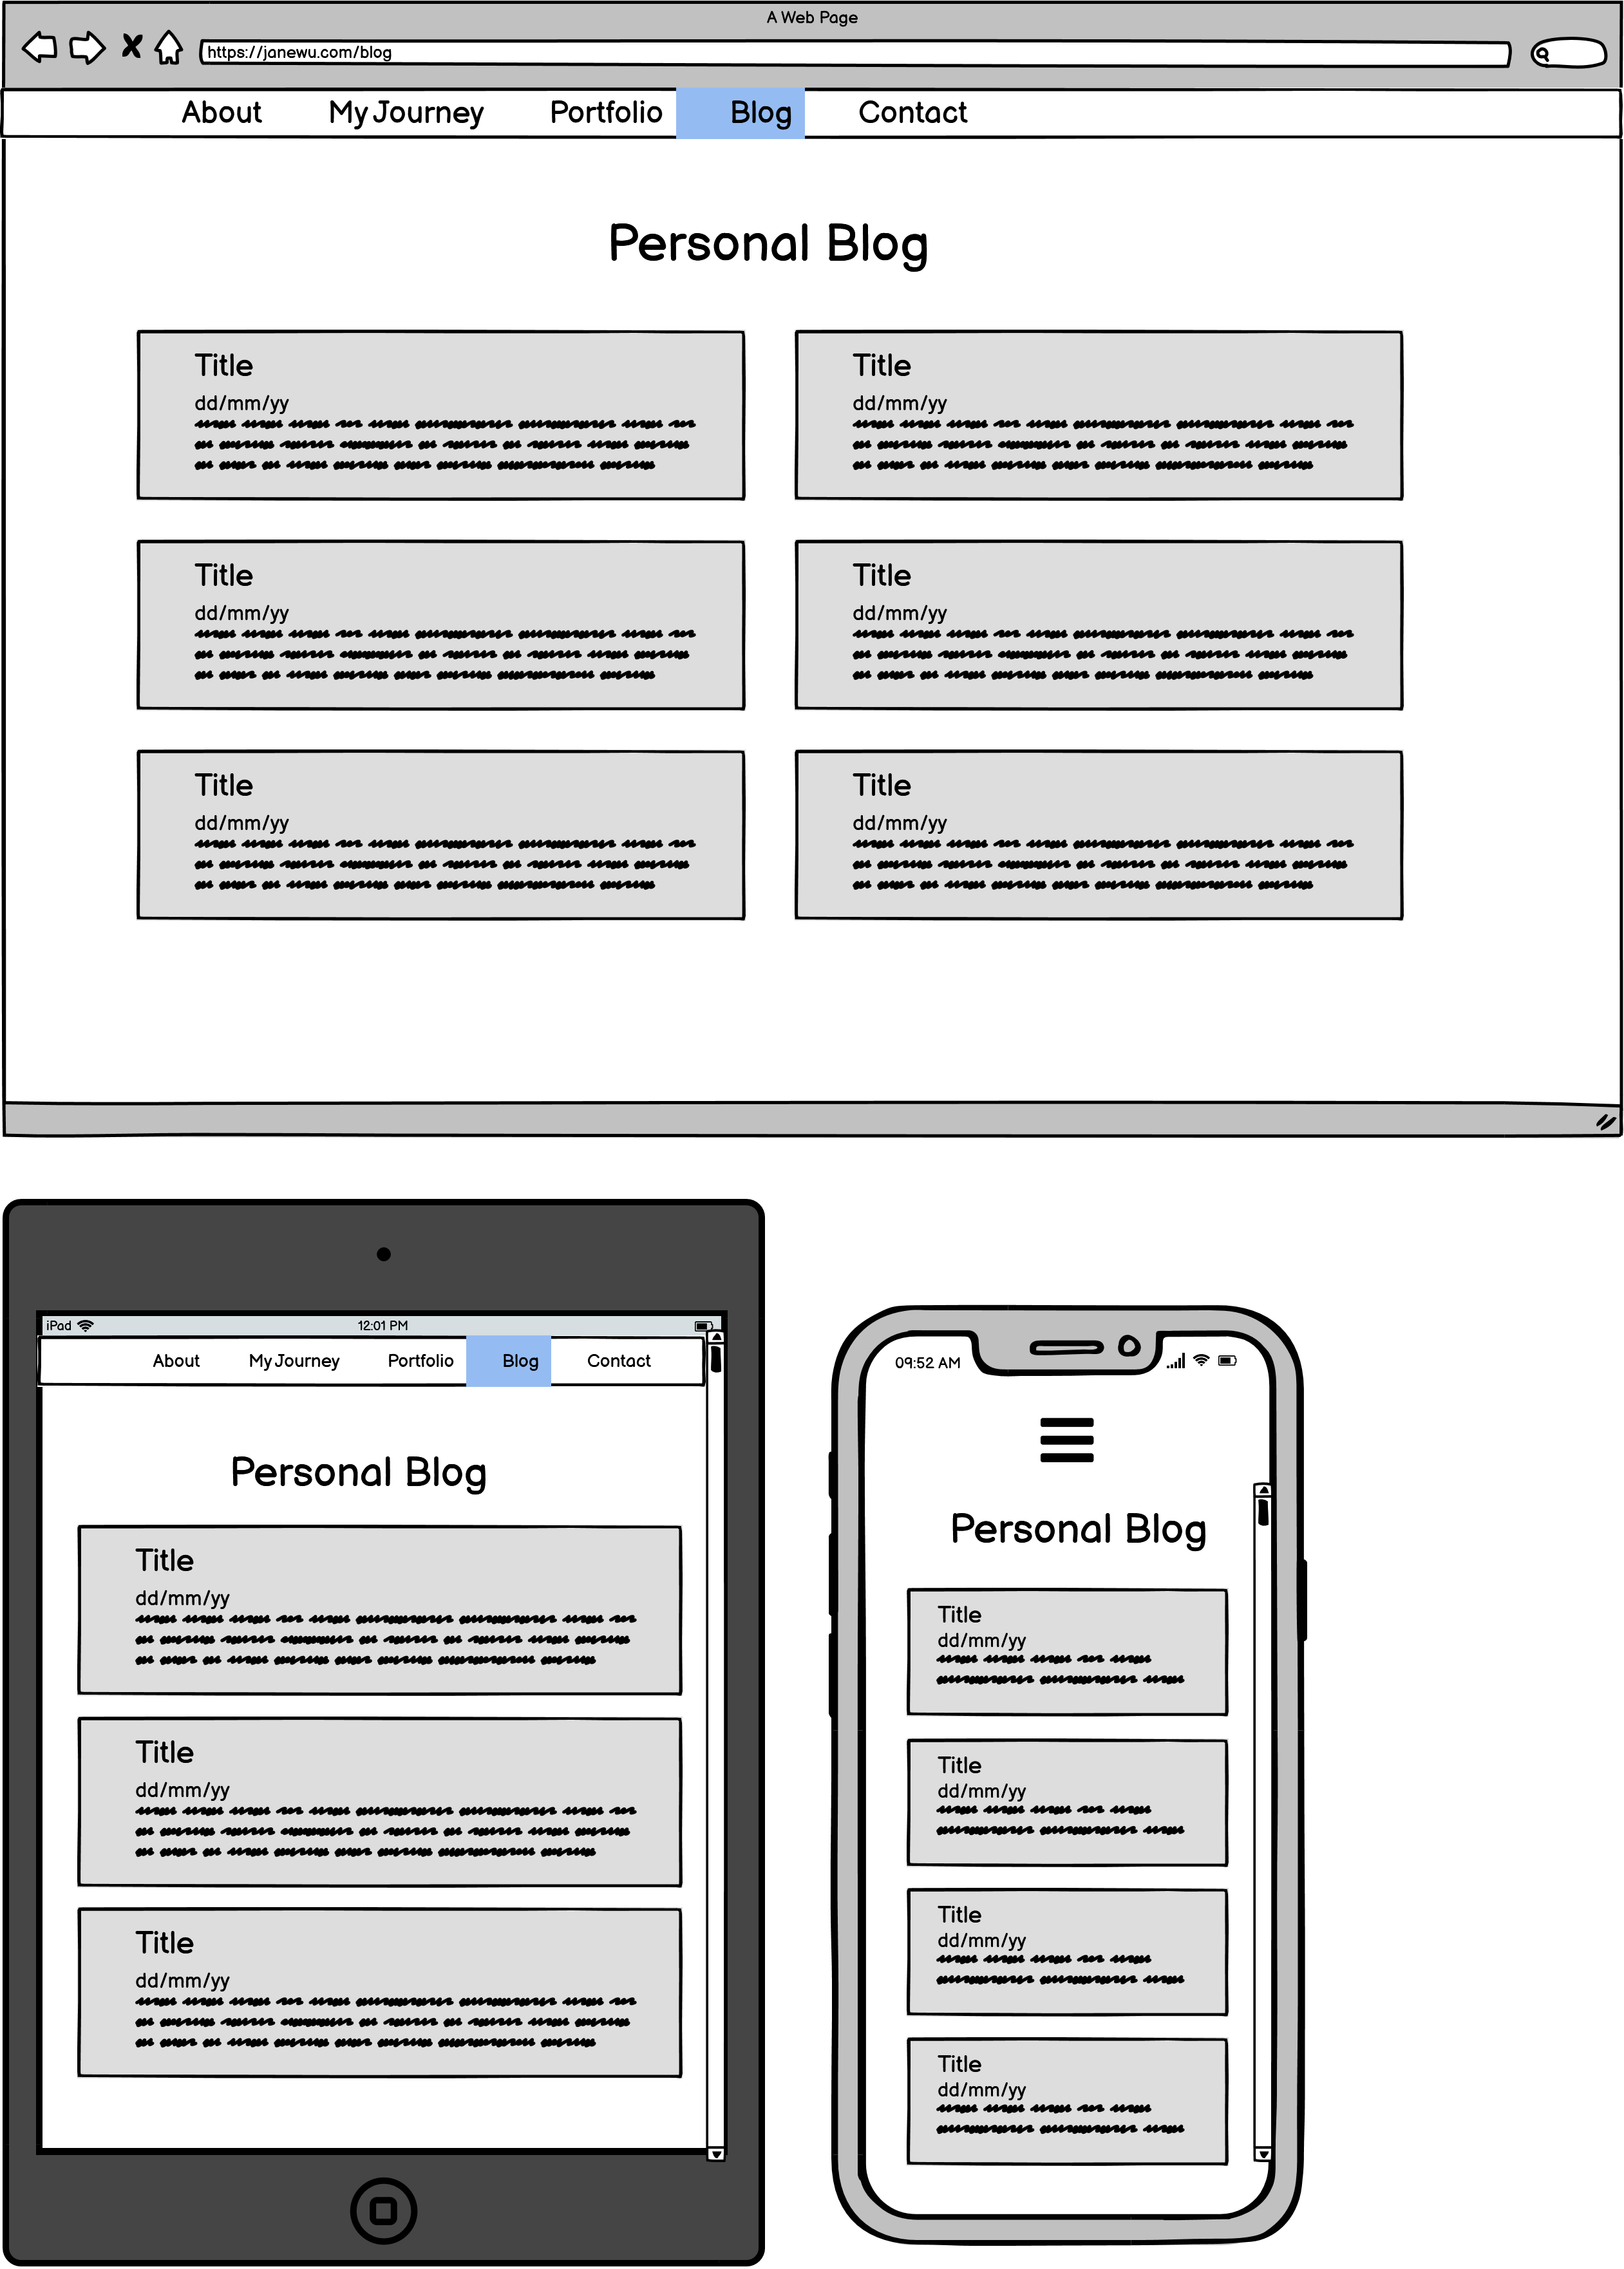 A Web Page
https://janewu.com/blog
About My Journey Portfolio Blog Contact
Personal Blog
Title
dd/mm/yy
Title
dd/mm/yy
Title
dd/mm/yy
Title
dd/mm/yy
Title
dd/mm/yy
Title
dd/mm/yy
iPad 12:01 PM
About My Journey Portfolio Blog Contact
Personal Blog
Title
dd/mm/yy
Title
dd/mm/yy
Title
dd/mm/yy
09:52 AM
Personal Blog
Title
dd/mm/yy
Title
dd/mm/yy
Title
dd/mm/yy
Title
dd/mm/yy